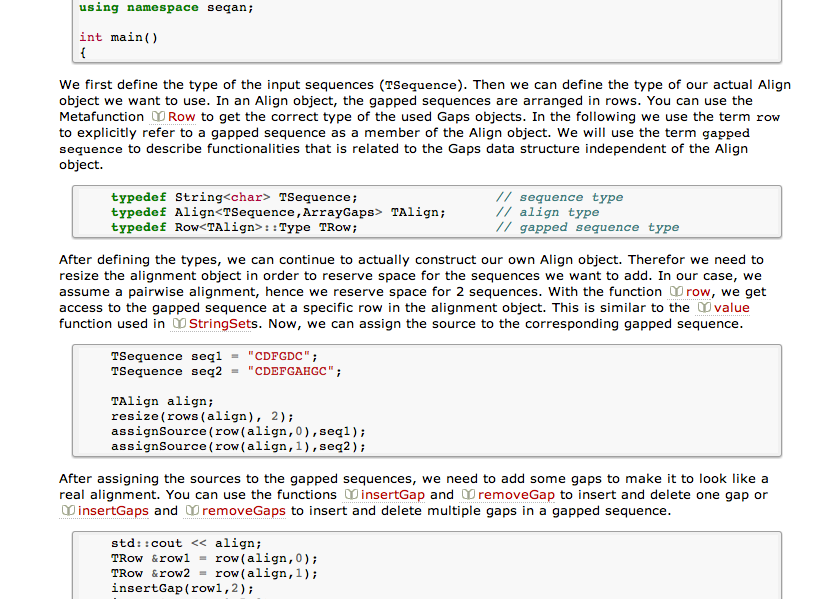 using namespace seqan;
int main()
{
We first define the type of the input sequences (TSequence). Then we can define the type of our actual Align
object we want to use. In an Align object, the gapped sequences are arranged in rows. You can use the
Metafunction Row to get the correct type of the used Gaps objects. In the following we use the term row
to explicitly refer to a gapped sequence as a member of the Align object. We will use the term gapped
sequence to describe functionalities that is related to the Gaps data structure independent of the Align
object.
typedef String<char> TSequence; // sequence type
typedef Align<TSequence,ArrayGaps> TAlign; // align type
typedef Row<TAlign>::Type TRow; // gapped sequence type
After defining the types, we can continue to actually construct our own Align object. Therefor we need to
resize the alignment object in order to reserve space for the sequences we want to add. In our case, we
assume a pairwise alignment, hence we reserve space for 2 sequences. With the function row, we get
access to the gapped sequence at a specific row in the alignment object. This is similar to the value
function used in StringSets. Now, we can assign the source to the corresponding gapped sequence.
TSequence seq1 = "CDFGDC";
TSequence seq2 = "CDEFGAHGC";
TAlign align;
resize(rows(align), 2);
assignSource(row(align,0),seq1);
assignSource(row(align,1),seq2);
After assigning the sources to the gapped sequences, we need to add some gaps to make it to look like a
real alignment. You can use the functions insertGap and removeGap to insert and delete one gap or
insertGaps and removeGaps to insert and delete multiple gaps in a gapped sequence.
std::cout << align;
TRow &row1 = row(align,0);
TRow &row2 = row(align,1);
insertGap(row1,2);